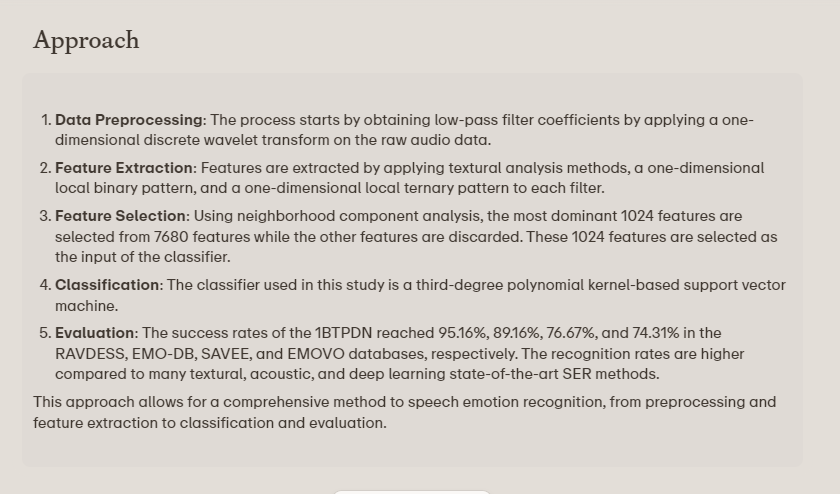 Approach
1. Data Preprocessing: The process starts by obtaining low-pass filter coefficients by applying a one-
dimensional discrete wavelet transform on the raw audio data.
2. Feature Extraction: Features are extracted by applying textural analysis methods, a one-dimensional
local binary pattern, and a one-dimensional local ternary pattern to each filter.
3. Feature Selection: Using neighborhood component analysis, the most dominant 1024 features are
selected from 7680 features while the other features are discarded. These 1024 features are selected as
the input of the classifier.
4. Classification: The classifier used in this study is a third-degree polynomial kernel-based support vector
machine.
5. Evaluation: The success rates of the 1BTPDN reached 95.16%, 89.16%, 76.67%, and 74.31% in the
RAVDESS, EMO-DB, SAVEE, and EMOVO databases, respectively. The recognition rates are higher
compared to many textural, acoustic, and deep learning state-of-the-art SER methods.
This approach allows for a comprehensive method to speech emotion recognition, from preprocessing and
feature extraction to classification and evaluation.